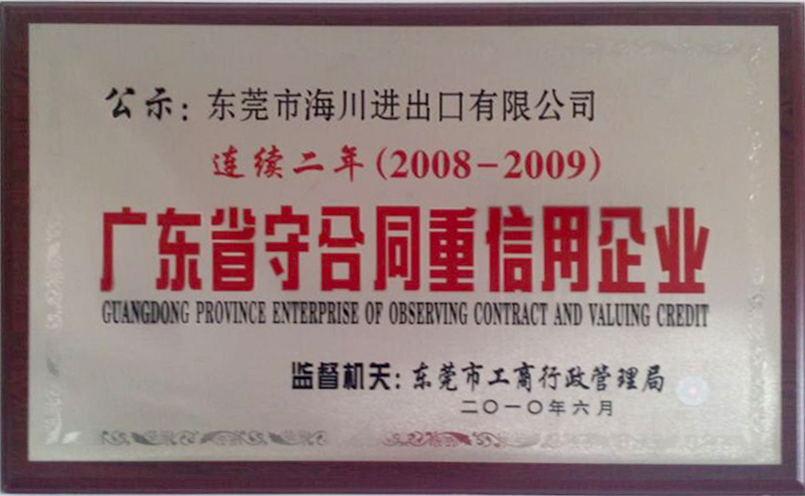 公示：东莞市海川进出口有限公司
连续二年(2008-2009)
广东省守合同重信用企业
GUANGDONG PROVINCE ENTERPRISE OF OBSERVING CONTRACT AND VALUING CREDIT
监督机关：东莞市工商行政管理局
二〇一〇年六月